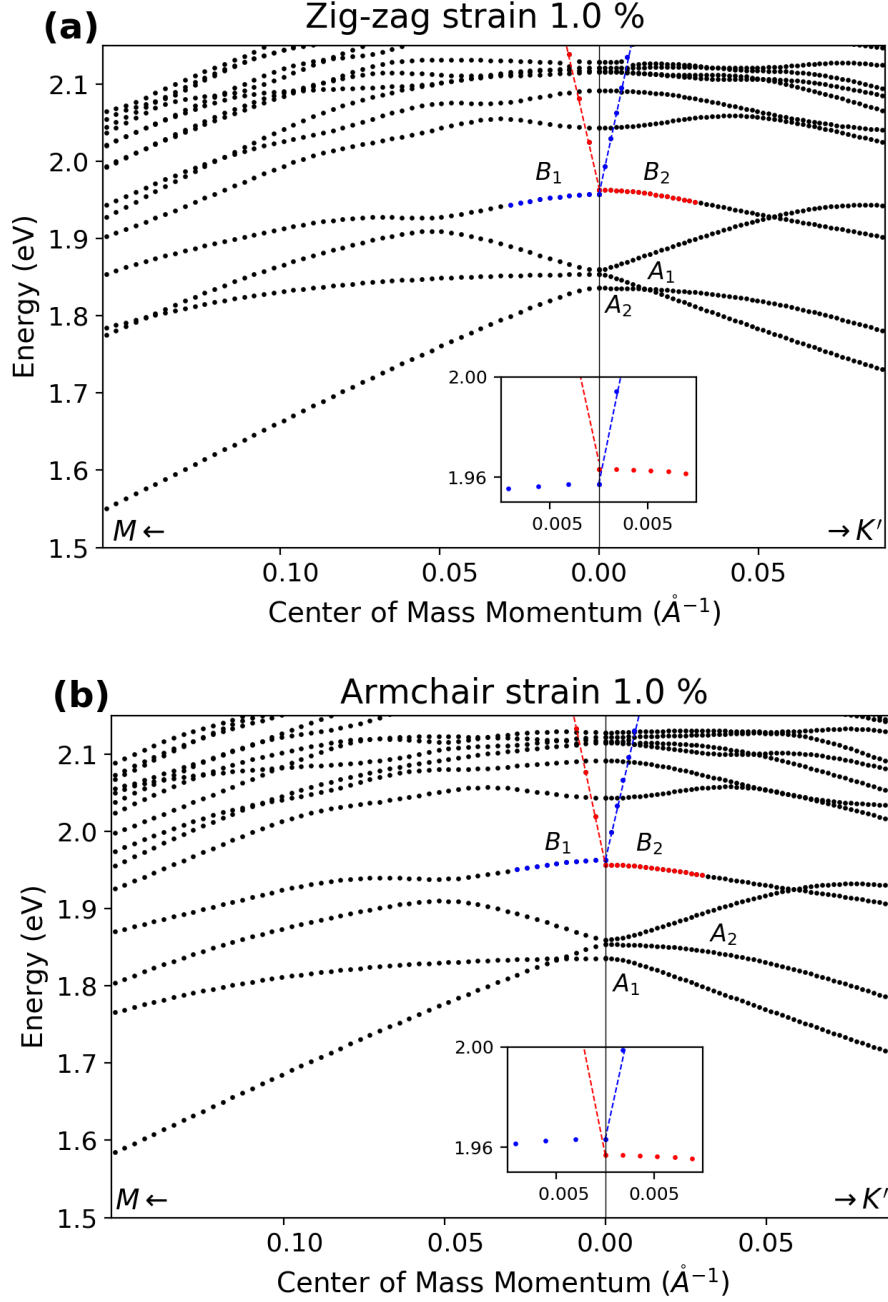 (a) Zig-zag strain 1.0 %
2.1
2.0
1.9
1.8
1.7
1.6
1.5
Energy (eV)
B₁ B₂
A₁
A₂
2.00
1.96
0.005 0.005
M← →K′
0.10 0.05 0.00 0.05
Center of Mass Momentum (Å⁻¹)
(b) Armchair strain 1.0 %
2.1
2.0
1.9
1.8
1.7
1.6
1.5
Energy (eV)
B₁ B₂
A₂
A₁
2.00
1.96
0.005 0.005
M← →K′
0.10 0.05 0.00 0.05
Center of Mass Momentum (Å⁻¹)